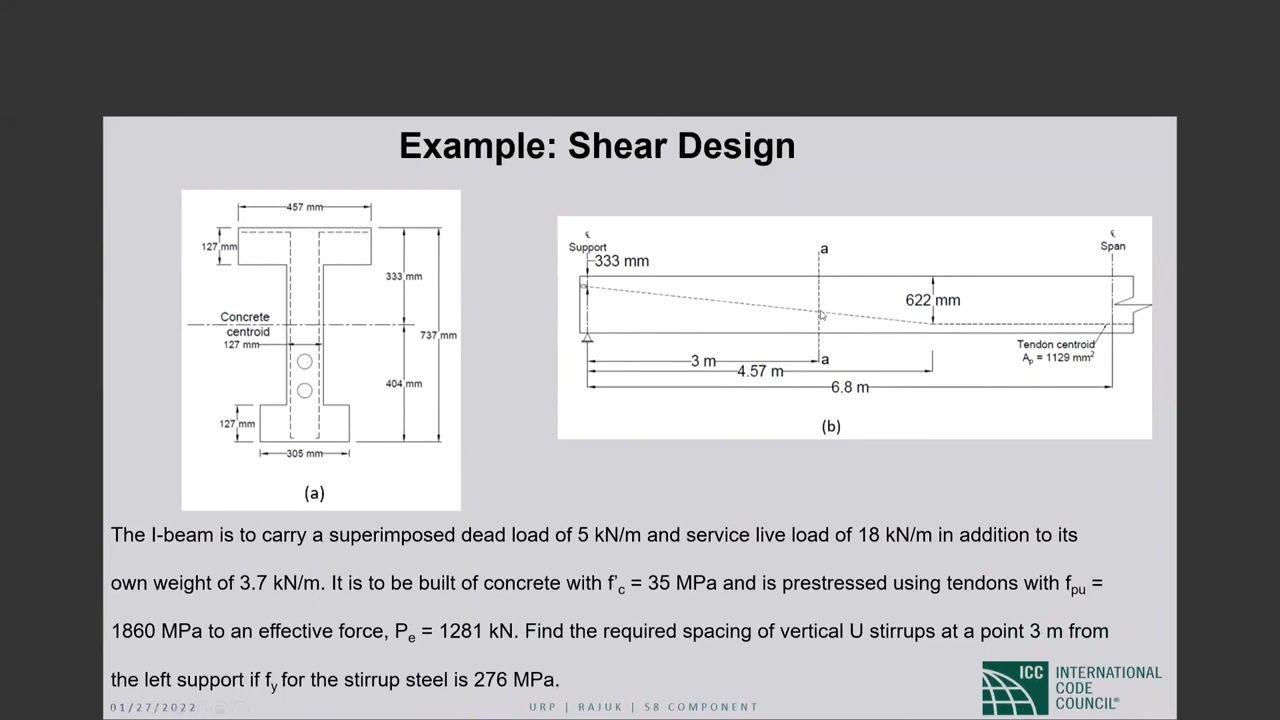 Example: Shear Design
457 mm
127 mm
333 mm
Concrete
centroid
127 mm
737 mm
404 mm
127 mm
305 mm
(a)
℄
Support
333 mm
a
℄
Span
622 mm
Tendon centroid
Aₚ = 1129 mm²
3 m
a
4.57 m
6.8 m
(b)
The I-beam is to carry a superimposed dead load of 5 kN/m and service live load of 18 kN/m in addition to its
own weight of 3.7 kN/m. It is to be built of concrete with f'c = 35 MPa and is prestressed using tendons with fpu =
1860 MPa to an effective force, Pe = 1281 kN. Find the required spacing of vertical U stirrups at a point 3 m from
the left support if fy for the stirrup steel is 276 MPa.
ICC INTERNATIONAL
CODE
COUNCIL®
01/27/2022
URP | RAJUK | S8 COMPONENT